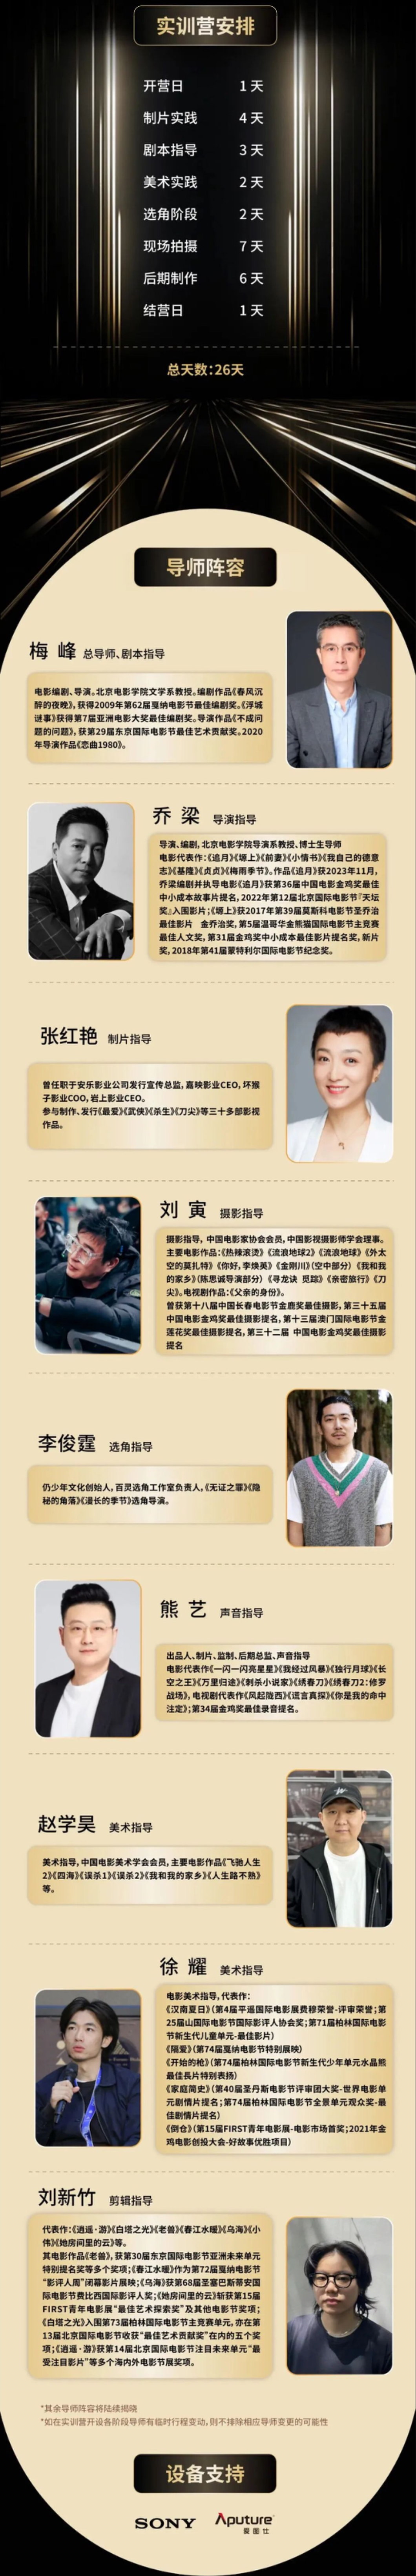 实训营安排
开营日 1 天
制片实践 4 天
剧本指导 3 天
美术实践 2 天
选角阶段 2 天
现场拍摄 7 天
后期制作 6 天
结营日 1 天
总天数:26天
导师阵容
梅 峰 总导师、剧本指导
电影编剧、导演。北京电影学院文学系教授。编剧作品《春风沉
醉的夜晚》,获得2009年第62届戛纳电影节最佳编剧奖。《浮城
谜事》获得第7届亚洲电影大奖最佳编剧奖。导演作品《不成问
题的问题》,获第29届东京国际电影节最佳艺术贡献奖。2020
年导演作品《恋曲1980》。
乔 梁 导演指导
导演、编剧,北京电影学院导演系教授、博士生导师
电影代表作:《追月》《塬上》《前妻》《小情书》《我自己的德意
志》《基隆》《贞贞》《梅雨季节》。作品《追月》获2023年11月,
乔梁编剧并执导电影《追月》获第36届中国电影金鸡奖最佳
中小成本故事片提名,2022年第12届北京国际电影节『天坛
奖』入围影片;《塬上》获2017年第39届莫斯科电影节圣乔治
最佳影片 金乔治奖,第5届温哥华金熊猫国际电影节主竞赛
最佳人文奖,第31届金鸡奖中小成本最佳影片提名奖,新片
奖,2018年第41届蒙特利尔国际电影节纪念奖。
张红艳 制片指导
曾任职于安乐影业公司发行宣传总监,嘉映影业CEO,坏猴
子影业COO,岩上影业CEO。
参与制作、发行《最爱》《武侠》《杀生》《刀尖》等三十多部影视
作品。
刘 寅 摄影指导
摄影指导,中国电影家协会会员,中国影视摄影师学会理事。
主要电影作品:《热辣滚烫》《流浪地球2》《流浪地球》《外太
空的莫扎特》《你好,李焕英》《金刚川》(空中部分)《我和我
的家乡》(陈思诚导演部分)《寻龙诀 觅踪》《亲密旅行》《刀
尖》。电视剧作品:《父亲的身份》。
曾获第十八届中国长春电影节金鹿奖最佳摄影,第三十五届
中国电影金鸡奖最佳摄影提名,第十三届澳门国际电影节金
莲花奖最佳摄影提名,第三十二届 中国电影金鸡奖最佳摄影
提名
李俊霆 选角指导
仍少年文化创始人,百灵选角工作室负责人,《无证之罪》《隐
秘的角落》《漫长的季节》选角导演。
熊 艺 声音指导
出品人、制片、监制、后期总监、声音指导
电影代表作《一闪一闪亮星星》《我经过风暴》《独行月球》《长
空之王》《万里归途》《刺杀小说家》《绣春刀》《绣春刀2:修罗
战场》,电视剧代表作《风起陇西》《谎言真探》《你是我的命中
注定》;第34届金鸡奖最佳录音提名。
赵学昊 美术指导
美术指导,中国电影美术学会会员,主要电影作品《飞驰人生
2》《四海》《误杀1》《误杀2》《我和我的家乡》《人生路不熟》
等。
徐 耀 美术指导
电影美术指导,代表作:
《汉南夏日》(第4届平遥国际电影展费穆荣誉-评审荣誉;第
25届山国际电影节国际影评人协会奖;第71届柏林国际电影
节新生代儿童单元-最佳影片)
《隔爱》(第74届戛纳电影节特别展映)
《开始的枪》(第74届柏林国际电影节新生代少年单元水晶熊
最佳長片特别表扬)
《家庭简史》(第40届圣丹斯电影节评审团大奖-世界电影单
元剧情片提名;第74届柏林国际电影节全景单元观众奖-最
佳剧情片提名)
《倒仓》(第15届FIRST青年电影展-电影市场首奖;2021年金
鸡电影创投大会-好故事优胜项目)
刘新竹 剪辑指导
代表作:《逍遥·游》《白塔之光》《老兽》《春江水暖》《乌海》《小
伟》《她房间里的云》等。
其电影作品《老兽》,获第30届东京国际电影节亚洲未来单元
特别提名奖等多个奖项;《春江水暖》作为第72届戛纳电影节
“影评人周”闭幕影片展映;《乌海》获第68届圣塞巴斯蒂安国
际电影节费比西国际影评人奖;《她房间里的云》斩获第15届
FIRST青年电影展“最佳艺术探索奖”及其他电影节奖项;
《白塔之光》入围第73届柏林国际电影节主竞赛单元,亦在第
13届北京国际电影节收获“最佳艺术贡献奖”在内的五个奖
项;《逍遥·游》获第14届北京国际电影节注目未来单元“最
受注目影片”等多个海内外电影节展奖项。
*其余导师阵容将陆续揭晓
*如在实训营开设各阶段导师有临时行程变动,则不排除相应导师变更的可能性
设备支持
SONY Aputure
爱图仕